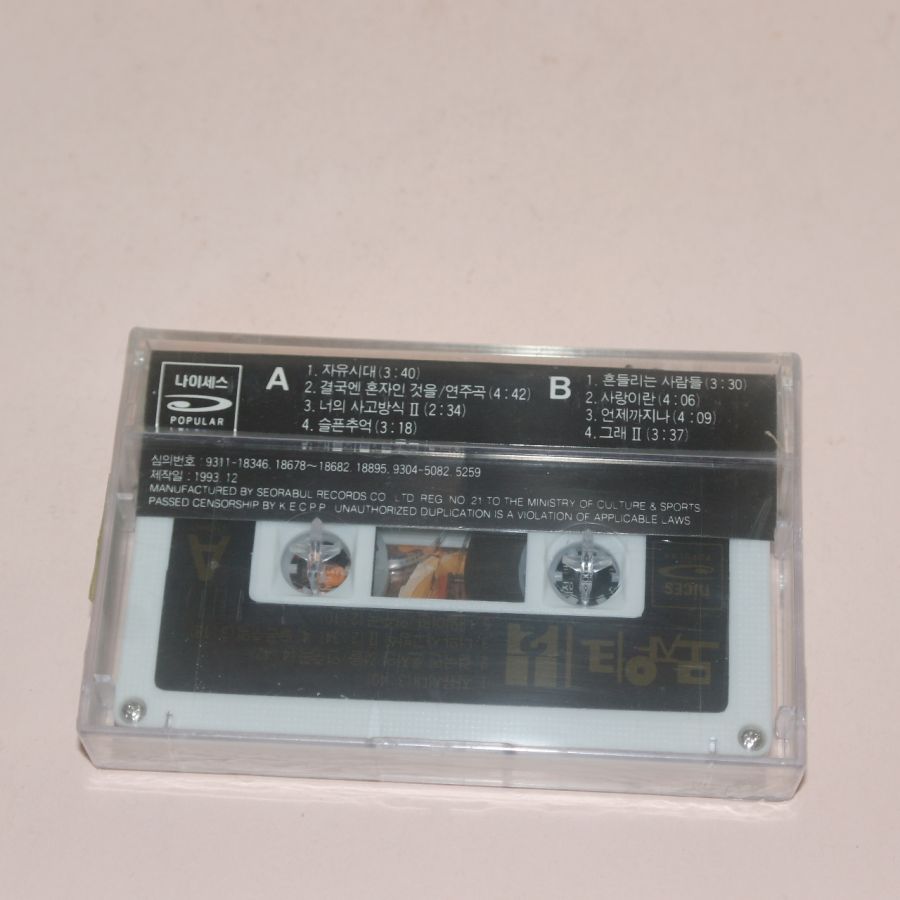 나이세스
POPULAR
A
1. 자유시대(3:40)
2. 결국엔 혼자인 것을/연주곡(4:42)
3. 너의 사고방식 Ⅱ(2:34)
4. 슬픈추억(3:18)
B
1. 흔들리는 사람들(3:30)
2. 사랑이란(4:06)
3. 언제까지나(4:09)
4. 그래 Ⅱ(3:37)
심의번호 : 9311-18346. 18678~18682. 18895. 9304-5082. 5259
제작일 : 1993. 12
MANUFACTURED BY SEORABUL RECORDS CO. LTD REG. NO. 21 TO THE MINISTRY OF CULTURE & SPORTS
PASSED CENSORSHIP BY K.E.C.P.P. UNAUTHORIZED DUPLICATION IS A VIOLATION OF APPLICABLE LAWS
A
nices
모자이크